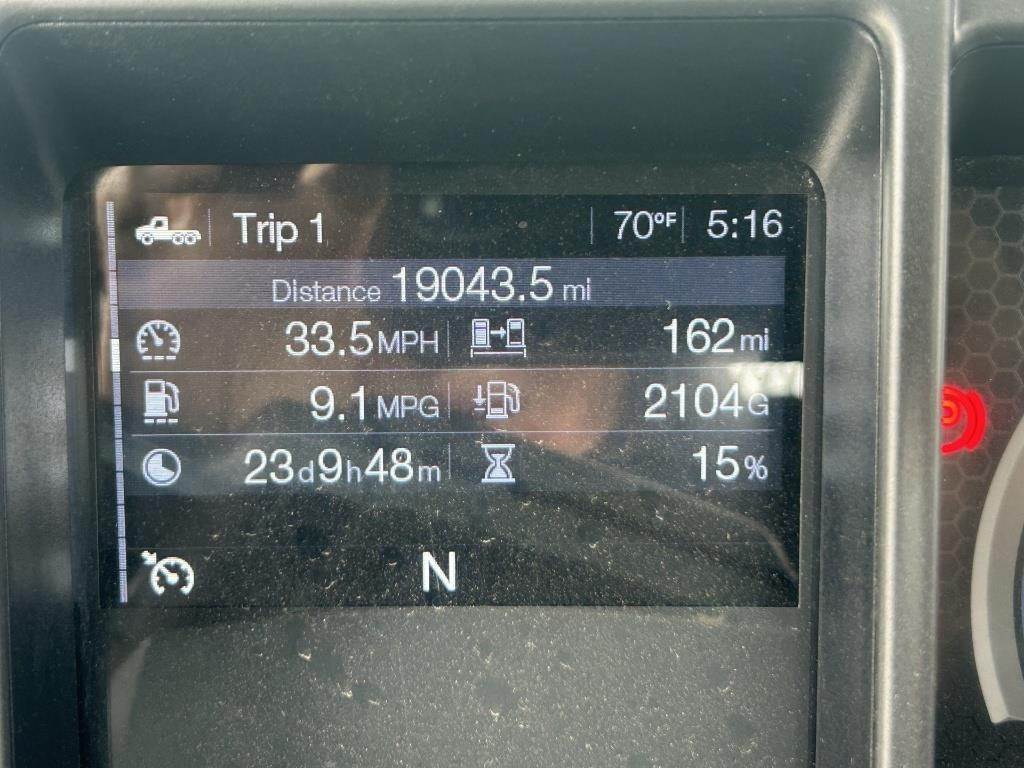 Trip 1 70°F 5:16
Distance 19043.5 mi
33.5 MPH 162 mi
9.1 MPG 2104 G
23d9h48m 15%
N